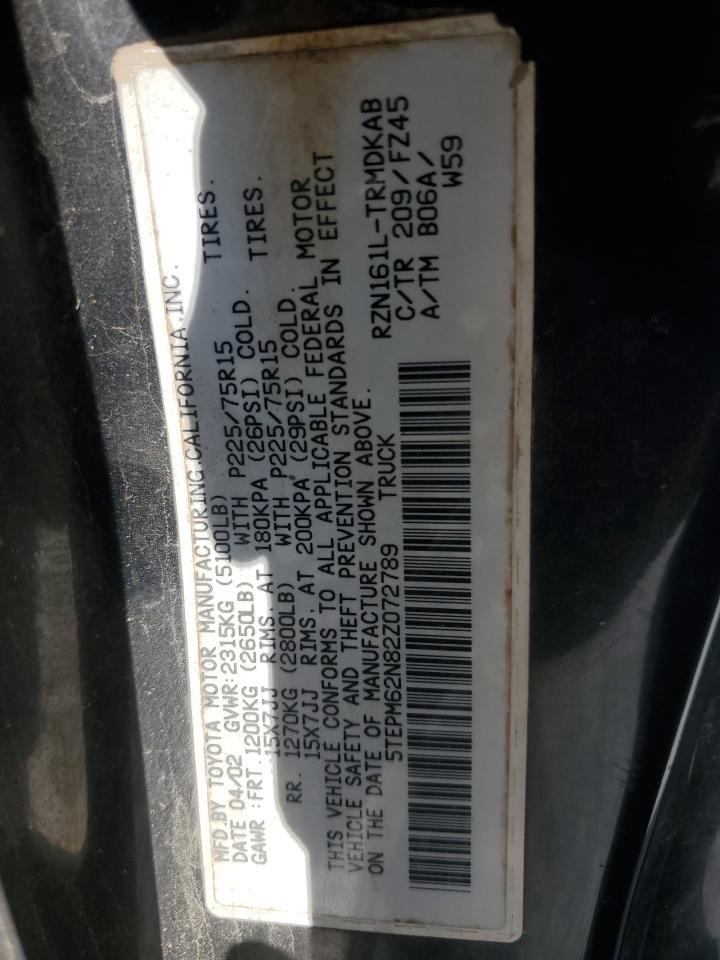 MFD.BY TOYOTA MOTOR MANUFACTURING.CALIFORNIA.INC.
DATE 04/02 GVWR:2315KG (5100LB)
GAWR :FRT.1200KG (2650LB) WITH P225/75R15 TIRES.
15X7JJ RIMS, AT 180KPA (26PSI) COLD.
RR. 1270KG (2800LB) WITH P225/75R15 TIRES.
15X7JJ RIMS, AT 200KPA (29PSI) COLD.
THIS VEHICLE CONFORMS TO ALL APPLICABLE FEDERAL MOTOR
VEHICLE SAFETY AND THEFT PREVENTION STANDARDS IN EFFECT
ON THE DATE OF MANUFACTURE SHOWN ABOVE.
5TEPM62N82Z072789 TRUCK
RZN161L-TRMDKAB
C/TR 209/FZ45
A/TM B06A/
W59